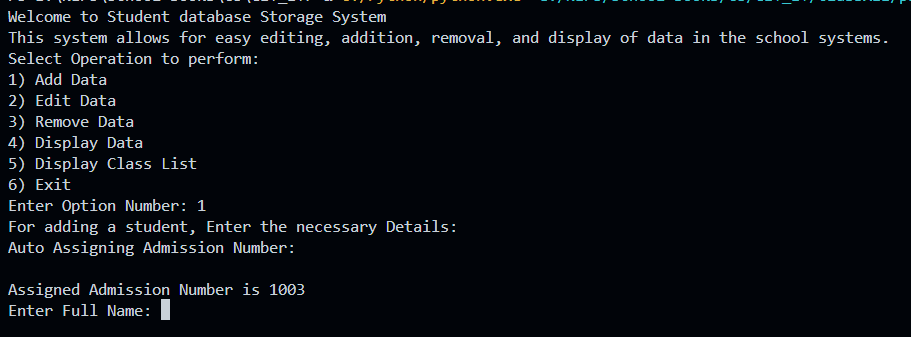 Welcome to Student database Storage System
This system allows for easy editing, addition, removal, and display of data in the school systems.
Select Operation to perform:
1) Add Data
2) Edit Data
3) Remove Data
4) Display Data
5) Display Class List
6) Exit
Enter Option Number: 1
For adding a student, Enter the necessary Details:
Auto Assigning Admission Number:
Assigned Admission Number is 1003
Enter Full Name: